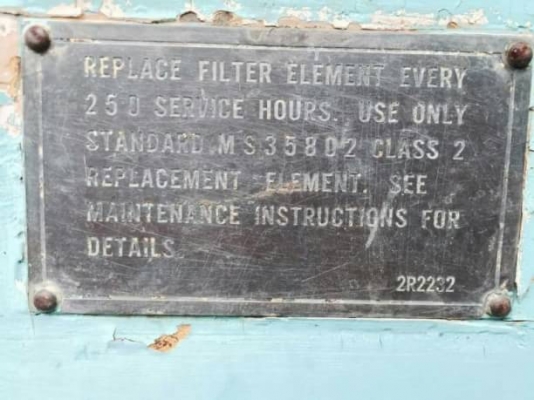 REPLACE FILTER ELEMENT EVERY
250 SERVICE HOURS. USE ONLY
STANDARD MS35802 CLASS 2
REPLACEMENT ELEMENT. SEE
MAINTENANCE INSTRUCTIONS FOR
DETAILS.
2R2232